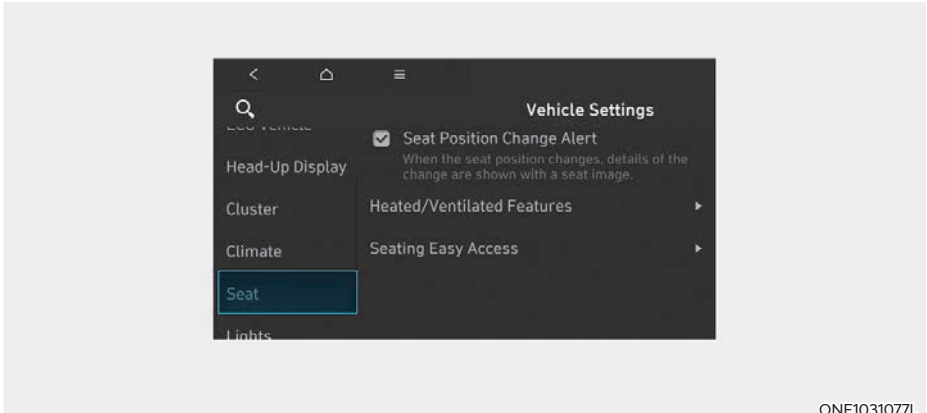 Vehicle Settings
Seat Position Change Alert
When the seat position changes, details of the
change are shown with a seat image.
Head-Up Display
Cluster
Heated/Ventilated Features
Climate
Seating Easy Access
Seat
Lights